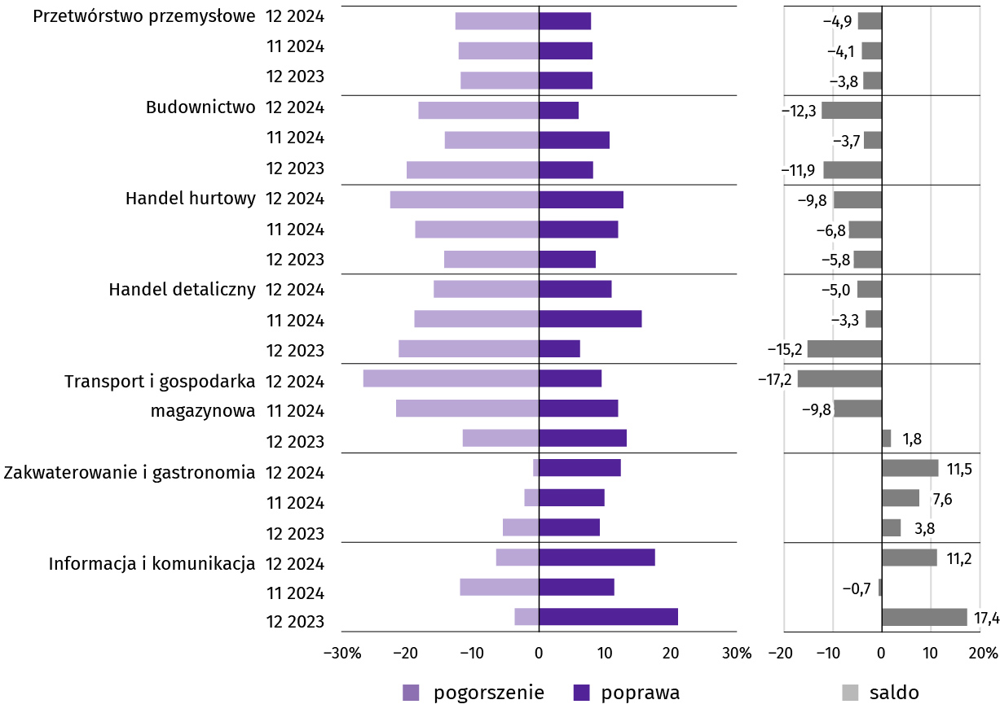 Przetwórstwo przemysłowe 12 2024 −4,9
11 2024 −4,1
12 2023 −3,8
Budownictwo 12 2024 −12,3
11 2024 −3,7
12 2023 −11,9
Handel hurtowy 12 2024 −9,8
11 2024 −6,8
12 2023 −5,8
Handel detaliczny 12 2024 −5,0
11 2024 −3,3
12 2023 −15,2
Transport i gospodarka 12 2024 −17,2
magazynowa 11 2024 −9,8
12 2023 1,8
Zakwaterowanie i gastronomia 12 2024 11,5
11 2024 7,6
12 2023 3,8
Informacja i komunikacja 12 2024 11,2
11 2024 −0,7
12 2023 17,4
−30% −20 −10 0 10 20 30% −20 −10 0 10 20%
pogorszenie poprawa saldo